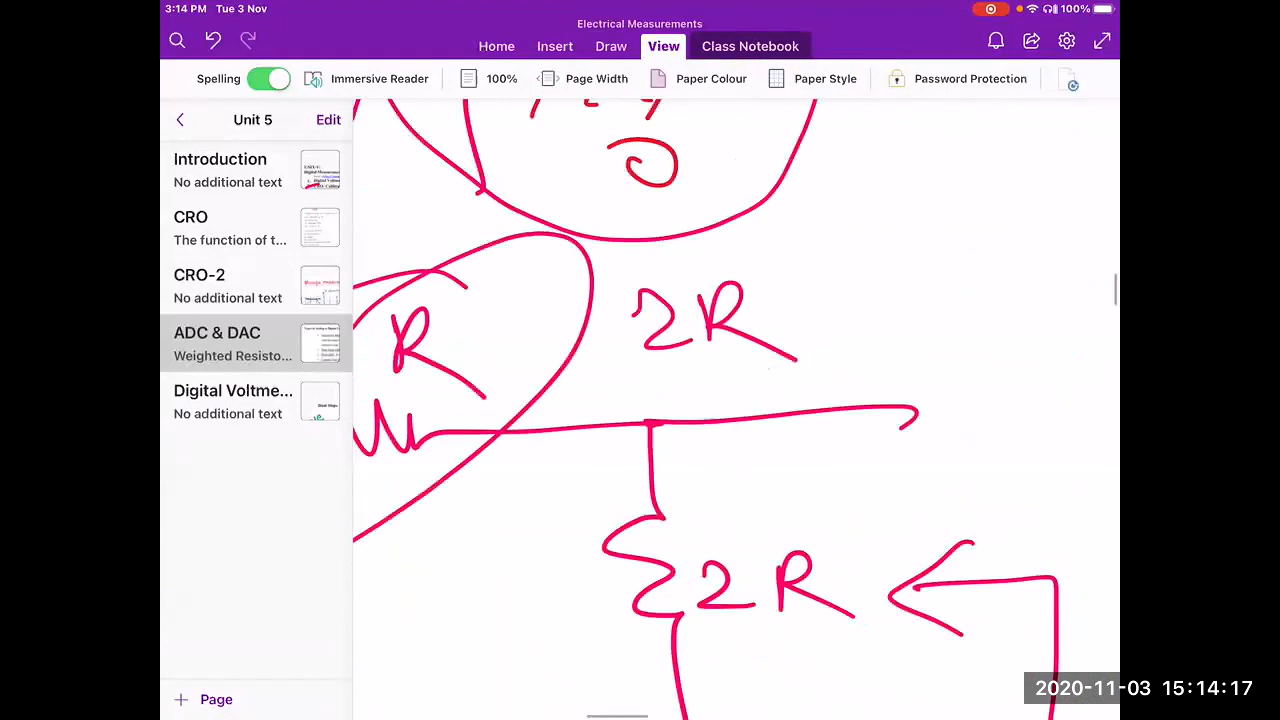 3:14 PM Tue 3 Nov
100%
Electrical Measurements
Home Insert Draw View Class Notebook
Spelling Immersive Reader 100% Page Width Paper Colour Paper Style Password Protection
Unit 5 Edit
Introduction
No additional text
CRO
The function of t...
CRO-2
No additional text
ADC & DAC
Weighted Resisto...
Digital Voltme...
No additional text
Page
R
2R
2R
2020-11-03 15:14:17